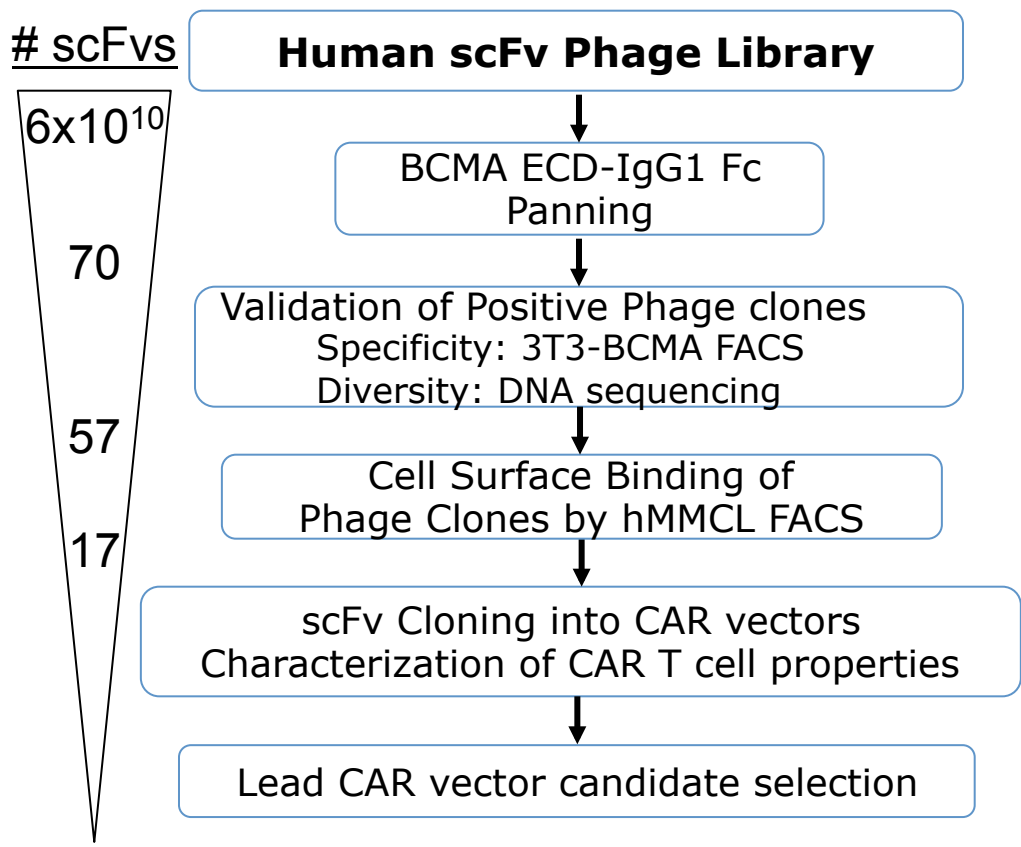 # scFvs
Human scFv Phage Library
6x10¹⁰
BCMA ECD-IgG1 Fc
Panning
70
Validation of Positive Phage clones
Specificity: 3T3-BCMA FACS
Diversity: DNA sequencing
57
Cell Surface Binding of
Phage Clones by hMMCL FACS
17
scFv Cloning into CAR vectors
Characterization of CAR T cell properties
Lead CAR vector candidate selection